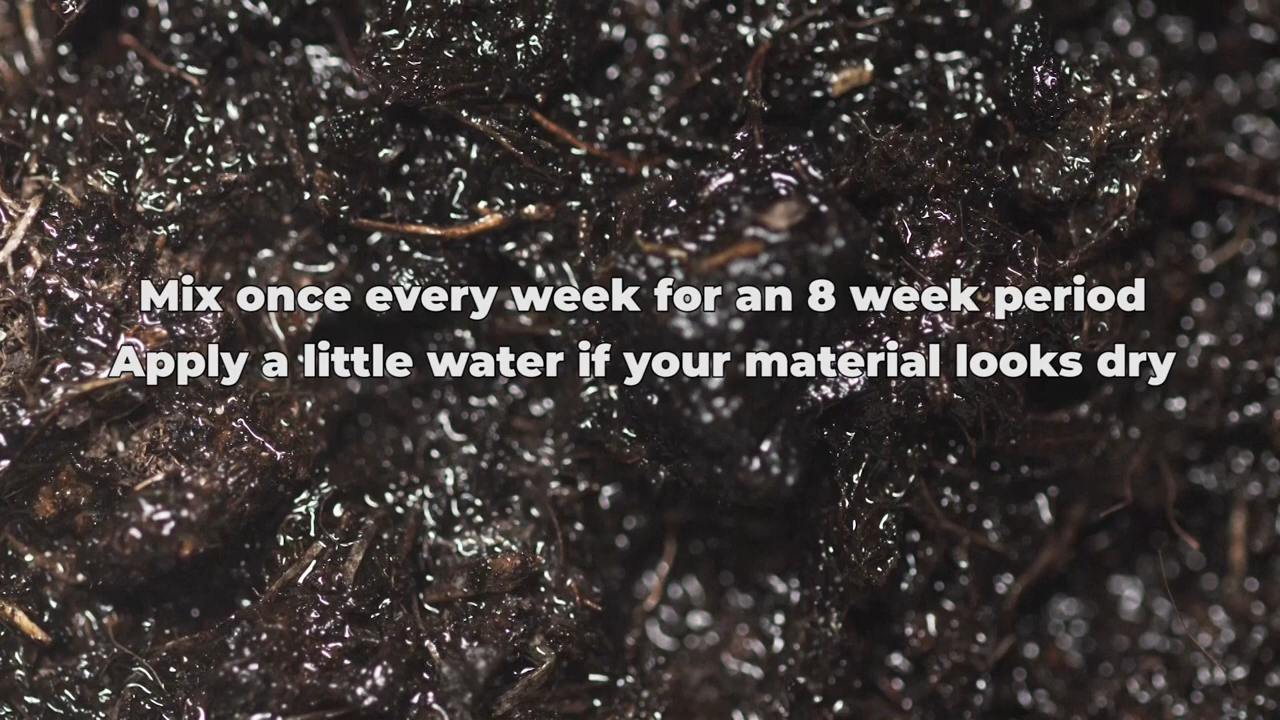 Mix once every week for an 8 week period
Apply a little water if your material looks dry